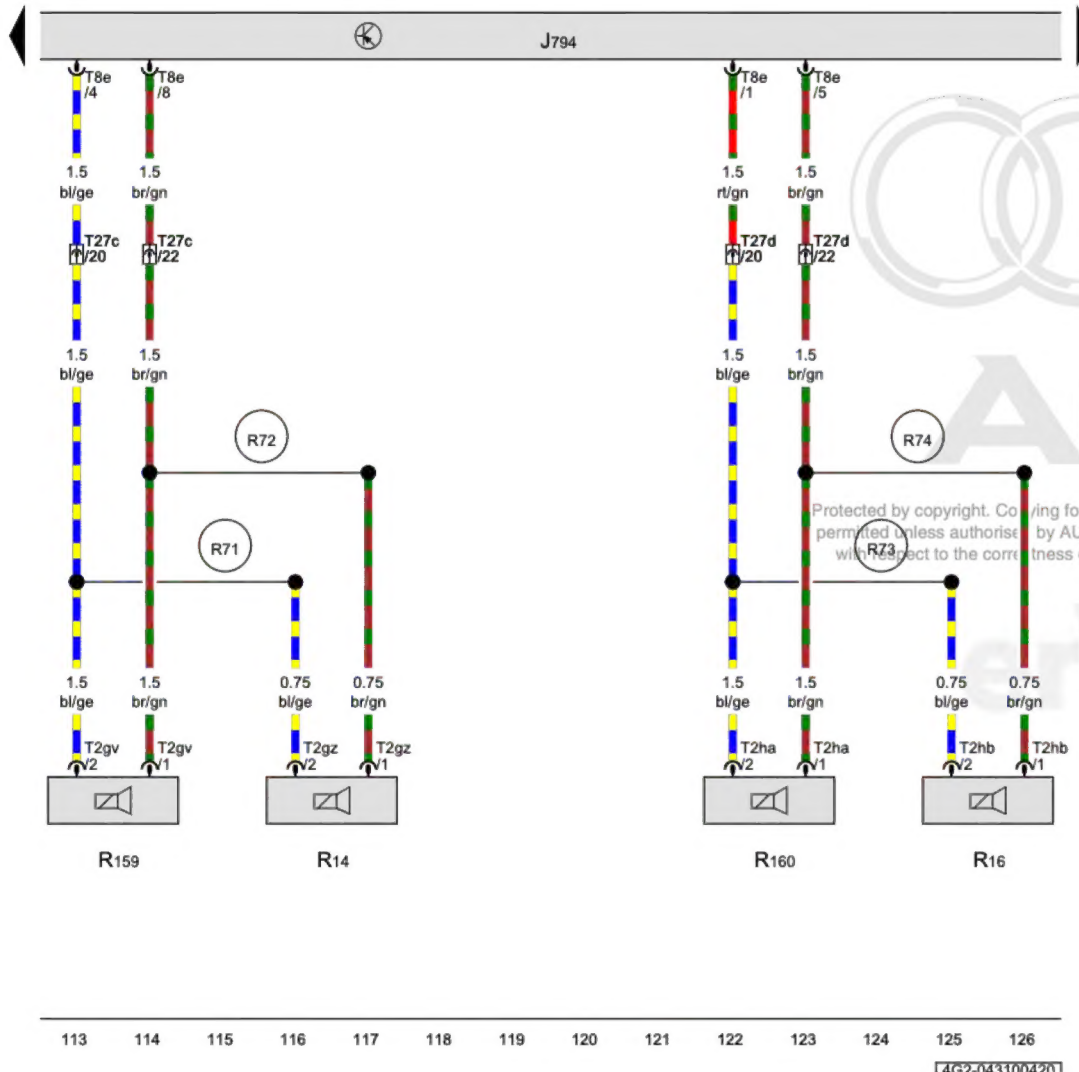 J794
T8e T8e T8e T8e
/4 /8 /1 /5
1.5 1.5 1.5 1.5
bl/ge br/gn rt/gn br/gn
T27c T27c T27d T27d
/20 /22 /20 /22
1.5 1.5 1.5 1.5
bl/ge br/gn bl/ge br/gn
R72 R74
Protected by copyright. Co ying fo
permitted unless authorise by AU
R71 R73
with respect to the corre tness
1.5 1.5 0.75 0.75 1.5 1.5 0.75 0.75
bl/ge br/gn bl/ge br/gn bl/ge br/gn bl/ge br/gn
T2gv T2gv T2gz T2gz T2ha T2ha T2hb T2hb
/2 /1 /2 /1 /2 /1 /2 /1
R159 R14 R160 R16
113 114 115 116 117 118 119 120 121 122 123 124 125 126
4G2-043100420